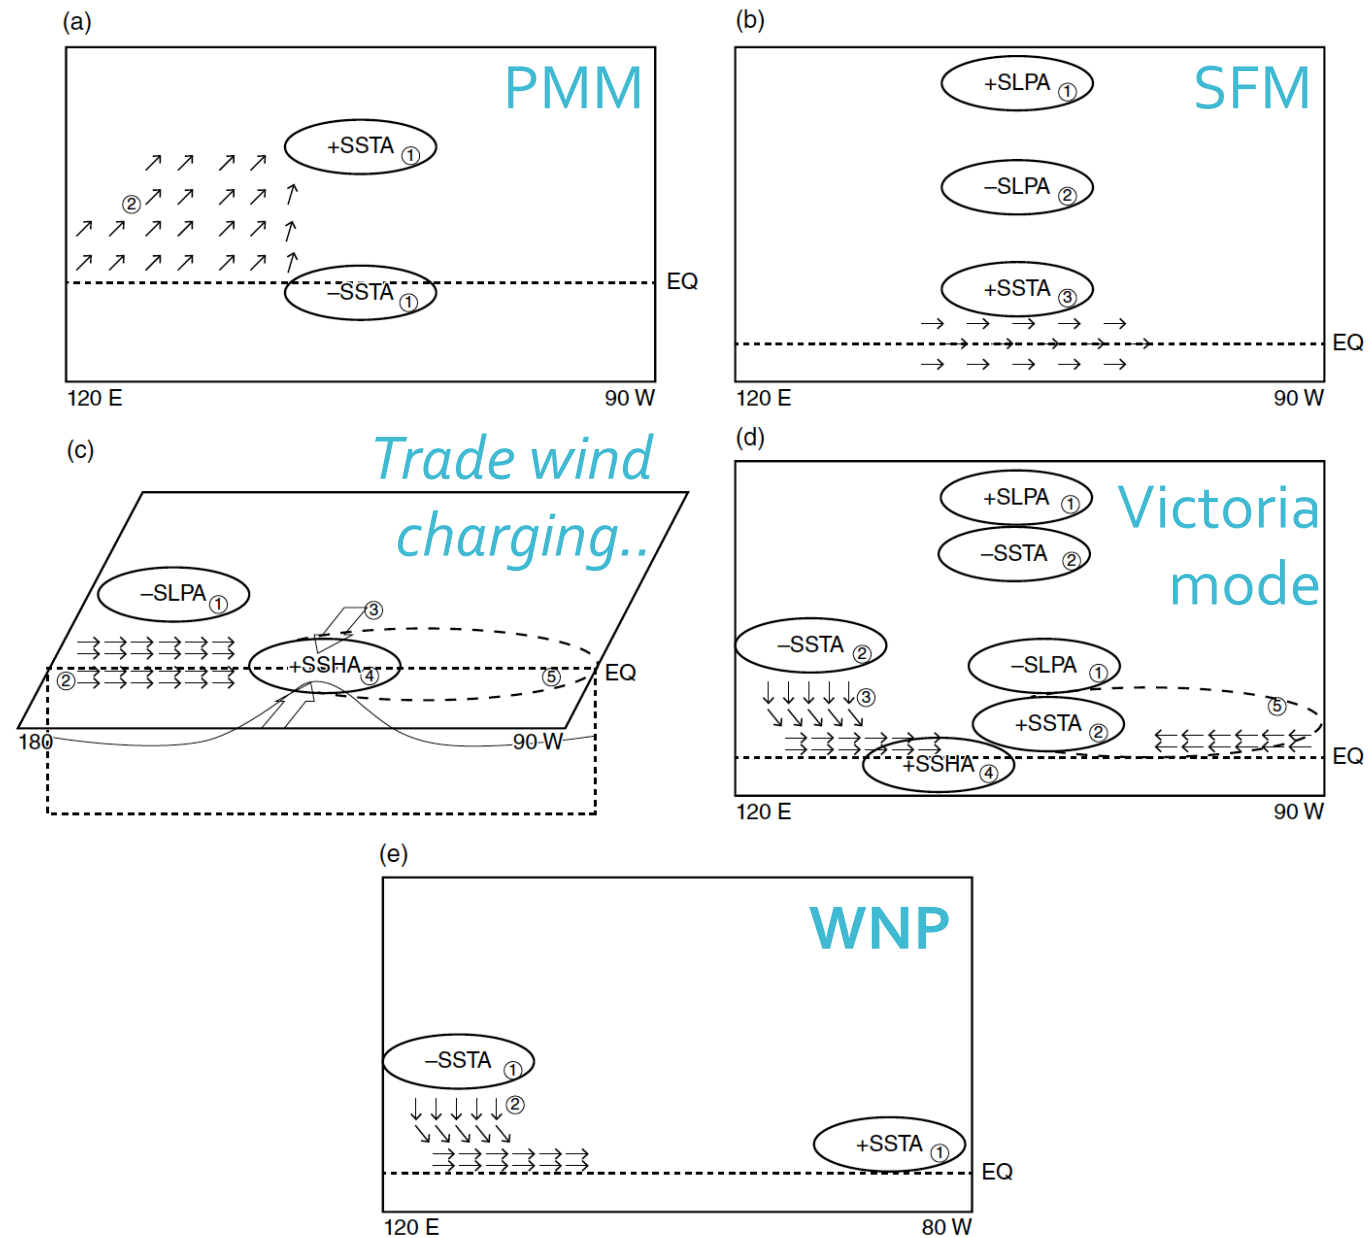 (a)
PMM
+SSTA ①
②
–SSTA ①
EQ
120 E
90 W
(b)
SFM
+SLPA ①
–SLPA ②
+SSTA ③
EQ
120 E
90 W
(c)
Trade wind
charging..
–SLPA ①
③
+SSHA ④
②
⑤
EQ
180
90 W
(d)
Victoria
mode
+SLPA ①
–SSTA ②
–SSTA ②
–SLPA ①
③
⑤
+SSTA ②
+SSHA ④
EQ
120 E
90 W
(e)
WNP
–SSTA ①
②
+SSTA ①
EQ
120 E
80 W